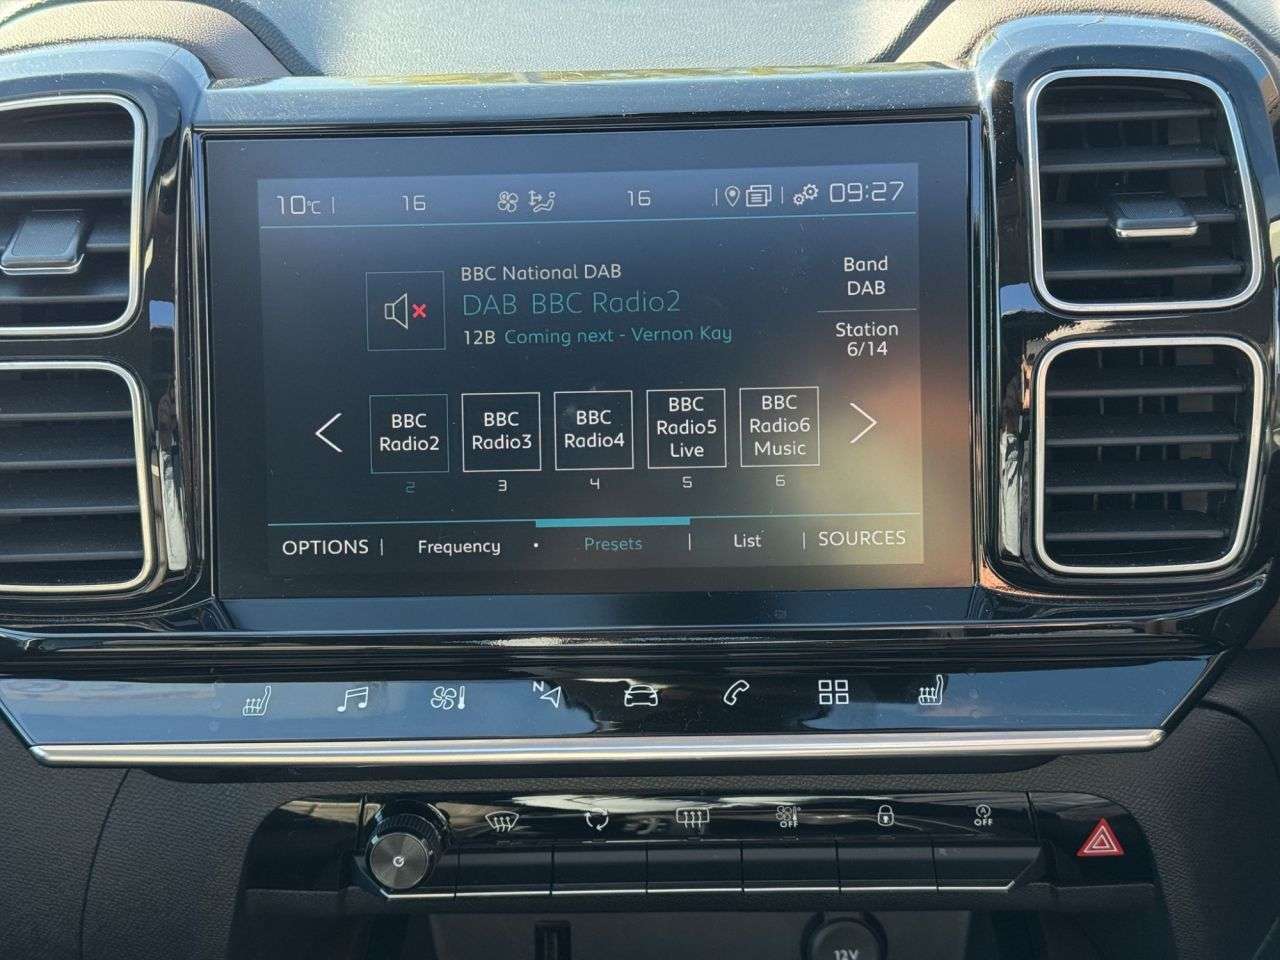 10°C 16 16 09:27
BBC National DAB
DAB BBC Radio2
12B Coming next - Vernon Kay
Band
DAB
Station
6/14
BBC
Radio2
BBC
Radio3
BBC
Radio4
BBC
Radio5
Live
BBC
Radio6
Music
2 3 4 5 6
OPTIONS Frequency Presets List SOURCES
N
OFF
A
OFF
12V